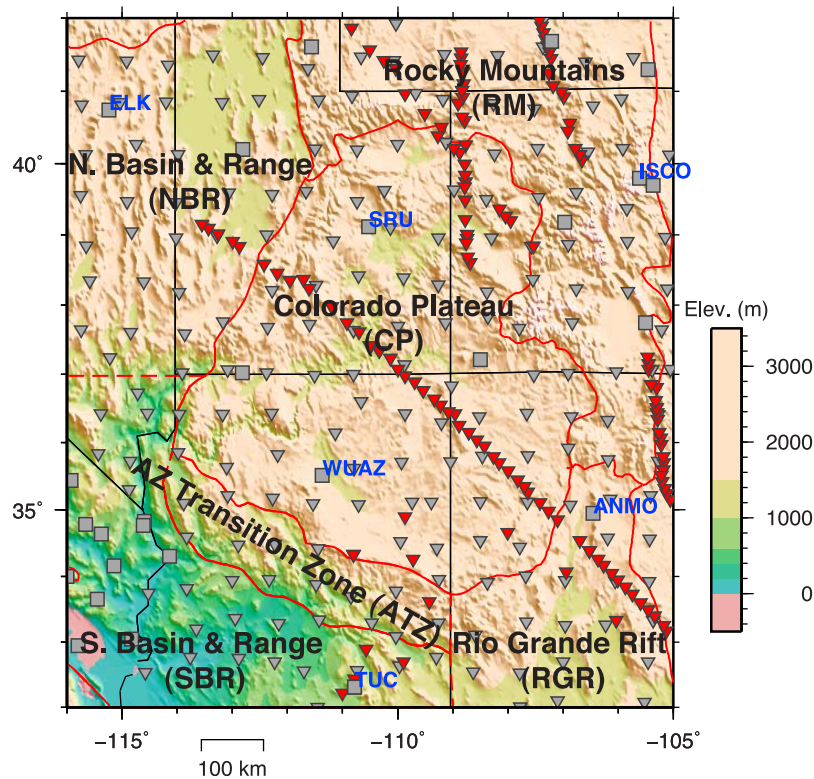 Rocky Mountains
(RM)
ELK
40°
N. Basin & Range
(NBR)
ISCO
SRU
Colorado Plateau
(CP)
Elev. (m)
3000
2000
1000
0
WUAZ
AZ Transition Zone (ATZ)
ANMO
35°
S. Basin & Range
(SBR)
Rio Grande Rift
(RGR)
TUC
−115° −110° −105°
100 km